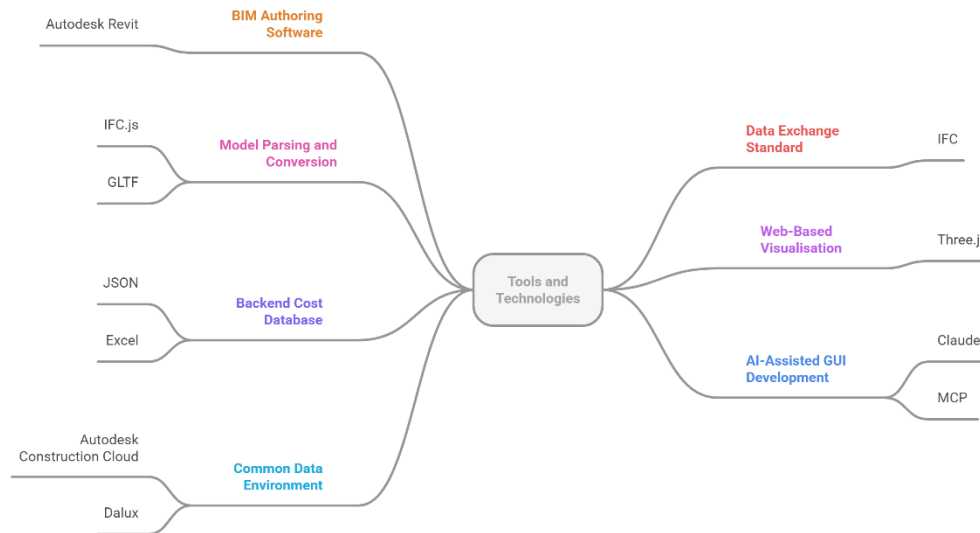 Autodesk Revit
BIM Authoring
Software
IFC.js
GLTF
Model Parsing and
Conversion
JSON
Excel
Backend Cost
Database
Autodesk
Construction Cloud
Dalux
Common Data
Environment
Tools and
Technologies
Data Exchange
Standard
IFC
Web-Based
Visualisation
Three.j
AI-Assisted GUI
Development
Claude
MCP